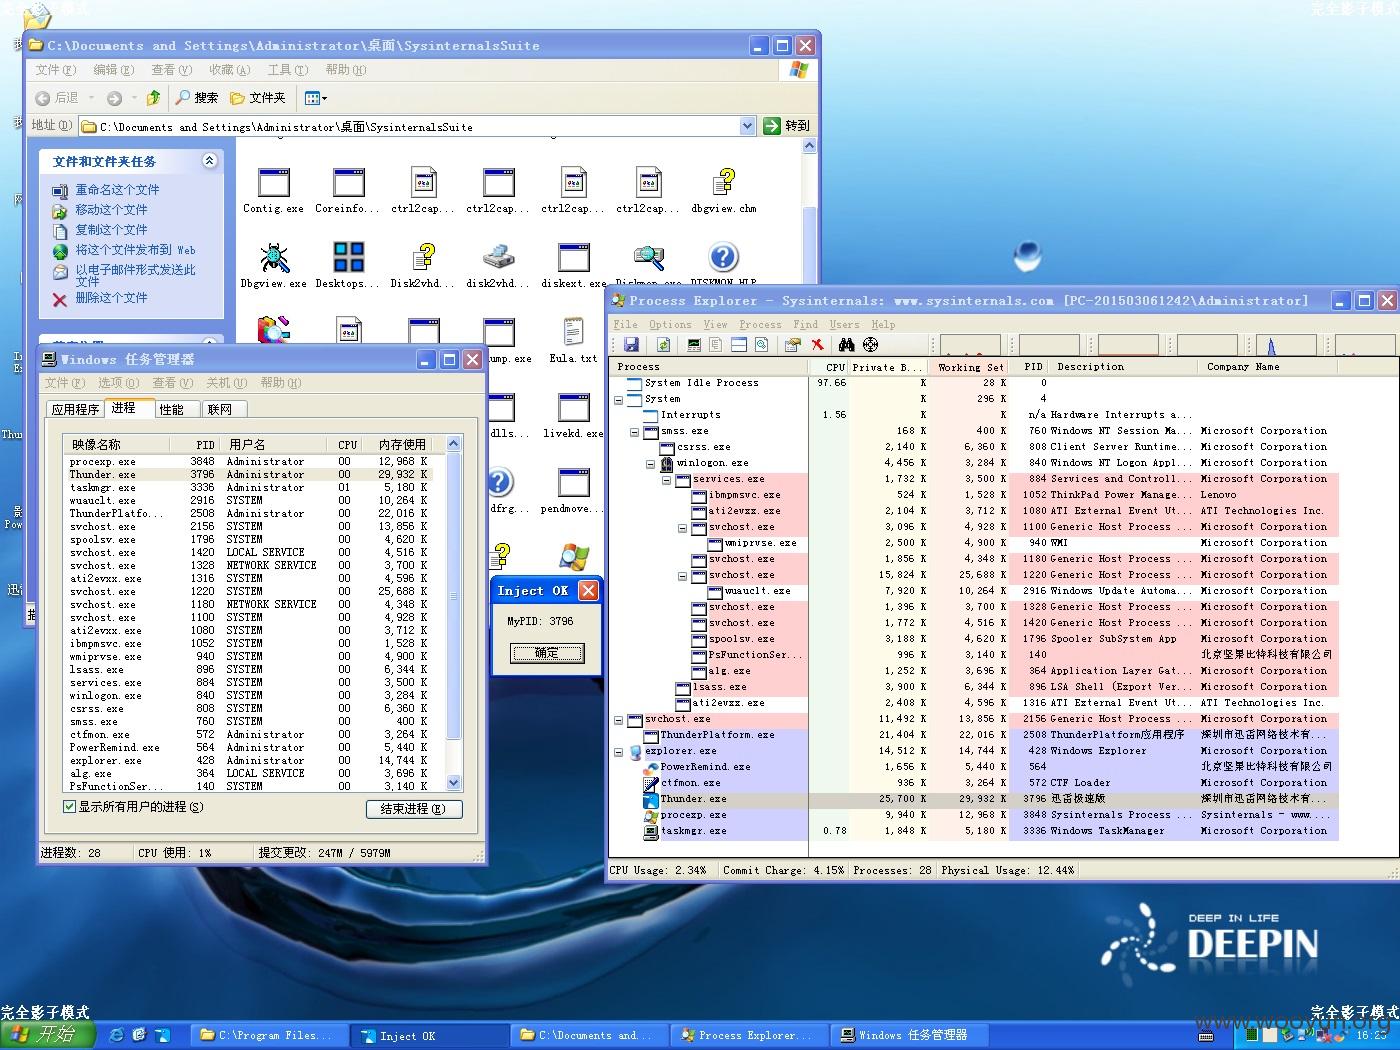 完全影子模式
完全影子模式
C:\Documents and Settings\Administrator\桌面\SysinternalsSuite
文件(F) 编辑(E) 查看(V) 收藏(A) 工具(T) 帮助(H)
后退 搜索 文件夹
地址(D) C:\Documents and Settings\Administrator\桌面\SysinternalsSuite 转到
文件和文件夹任务
重命名这个文件
移动这个文件
复制这个文件
将这个文件发布到 Web
以电子邮件形式发送此
文件
删除这个文件
Contig.exe Coreinfo... ctrl2cap... ctrl2cap... ctrl2cap... ctrl2cap... dbgview.chm
Dbgview.exe Desktops... Disk2vhd... disk2vhd... diskext.exe Diskmon.exe DISKMON.HLP
ump.exe Eula.txt
dlls... livekd.exe
dfrg... pendmove...
Windows 任务管理器
文件(F) 选项(O) 查看(V) 关机(U) 帮助(H)
应用程序 进程 性能 联网
映像名称 PID 用户名 CPU 内存使用
procexp.exe 3848 Administrator 00 12,968 K
Thunder.exe 3796 Administrator 00 29,932 K
taskmgr.exe 3336 Administrator 01 5,180 K
wuauclt.exe 2916 SYSTEM 00 10,264 K
ThunderPlatfo... 2508 Administrator 00 22,016 K
svchost.exe 2156 SYSTEM 00 13,856 K
spoolsv.exe 1796 SYSTEM 00 4,620 K
svchost.exe 1420 LOCAL SERVICE 00 4,516 K
svchost.exe 1328 NETWORK SERVICE 00 3,700 K
ati2evxx.exe 1316 SYSTEM 00 4,596 K
svchost.exe 1220 SYSTEM 00 25,688 K
svchost.exe 1180 NETWORK SERVICE 00 4,348 K
svchost.exe 1100 SYSTEM 00 4,928 K
ati2evxx.exe 1080 SYSTEM 00 3,712 K
ibmpmsvc.exe 1052 SYSTEM 00 1,528 K
wmiprvse.exe 940 SYSTEM 00 4,900 K
lsass.exe 896 SYSTEM 00 6,344 K
services.exe 884 SYSTEM 00 3,500 K
winlogon.exe 840 SYSTEM 00 3,284 K
csrss.exe 808 SYSTEM 00 6,360 K
smss.exe 760 SYSTEM 00 400 K
ctfmon.exe 572 Administrator 00 3,264 K
PowerRemind.exe 564 Administrator 00 5,440 K
explorer.exe 428 Administrator 00 14,744 K
alg.exe 364 LOCAL SERVICE 00 3,696 K
PsFunctionSer... 140 SYSTEM 00 3,140 K
显示所有用户的进程(S) 结束进程(E)
进程数: 28 CPU 使用: 1% 提交更改: 247M / 5979M
Inject OK
MyPID: 3796
确定
Process Explorer - Sysinternals: www.sysinternals.com [PC-201503061242\Administrator]
File Options View Process Find Users Help
Process CPU Private B... Working Set PID Description Company Name
System Idle Process 97.66 K 28 K 0
System K 296 K 4
Interrupts 1.56 K K n/a Hardware Interrupts a...
smss.exe 168 K 400 K 760 Windows NT Session Ma... Microsoft Corporation
csrss.exe 2,140 K 6,360 K 808 Client Server Runtime... Microsoft Corporation
winlogon.exe 4,456 K 3,284 K 840 Windows NT Logon Appl... Microsoft Corporation
services.exe 1,732 K 3,500 K 884 Services and Controll... Microsoft Corporation
ibmpmsvc.exe 524 K 1,528 K 1052 ThinkPad Power Manage... Lenovo
ati2evxx.exe 2,104 K 3,712 K 1080 ATI External Event Ut... ATI Technologies Inc.
svchost.exe 3,096 K 4,928 K 1100 Generic Host Process ... Microsoft Corporation
wmiprvse.exe 2,500 K 4,900 K 940 WMI Microsoft Corporation
svchost.exe 1,856 K 4,348 K 1180 Generic Host Process ... Microsoft Corporation
svchost.exe 15,824 K 25,688 K 1220 Generic Host Process ... Microsoft Corporation
wuauclt.exe 7,920 K 10,264 K 2916 Windows Update Automa... Microsoft Corporation
svchost.exe 1,396 K 3,700 K 1328 Generic Host Process ... Microsoft Corporation
svchost.exe 1,772 K 4,516 K 1420 Generic Host Process ... Microsoft Corporation
spoolsv.exe 3,188 K 4,620 K 1796 Spooler SubSystem App Microsoft Corporation
PsFunctionSer... 996 K 3,140 K 140 北京坚果比特科技有限公司
alg.exe 1,252 K 3,696 K 364 Application Layer Gat... Microsoft Corporation
lsass.exe 3,900 K 6,344 K 896 LSA Shell (Export Ver... Microsoft Corporation
ati2evxx.exe 2,408 K 4,596 K 1316 ATI External Event Ut... ATI Technologies Inc.
svchost.exe 11,492 K 13,856 K 2156 Generic Host Process ... Microsoft Corporation
ThunderPlatform.exe 21,404 K 22,016 K 2508 ThunderPlatform应用程序 深圳市迅雷网络技术有...
explorer.exe 14,512 K 14,744 K 428 Windows Explorer Microsoft Corporation
PowerRemind.exe 1,656 K 5,440 K 564 北京坚果比特科技有限公司
ctfmon.exe 936 K 3,264 K 572 CTF Loader Microsoft Corporation
Thunder.exe 25,700 K 29,932 K 3796 迅雷极速版 深圳市迅雷网络技术有...
procexp.exe 9,940 K 12,968 K 3848 Sysinternals Process ... Sysinternals - www....
taskmgr.exe 0.78 1,848 K 5,180 K 3336 Windows TaskManager Microsoft Corporation
CPU Usage: 2.34% Commit Charge: 4.15% Processes: 28 Physical Usage: 12.44%
DEEP IN LIFE
DEEPIN
完全影子模式
完全影子模式
开始 C:\Program Files... Inject OK C:\Documents and... Process Explorer... Windows 任务管理器 16:25
www.wooyun.org